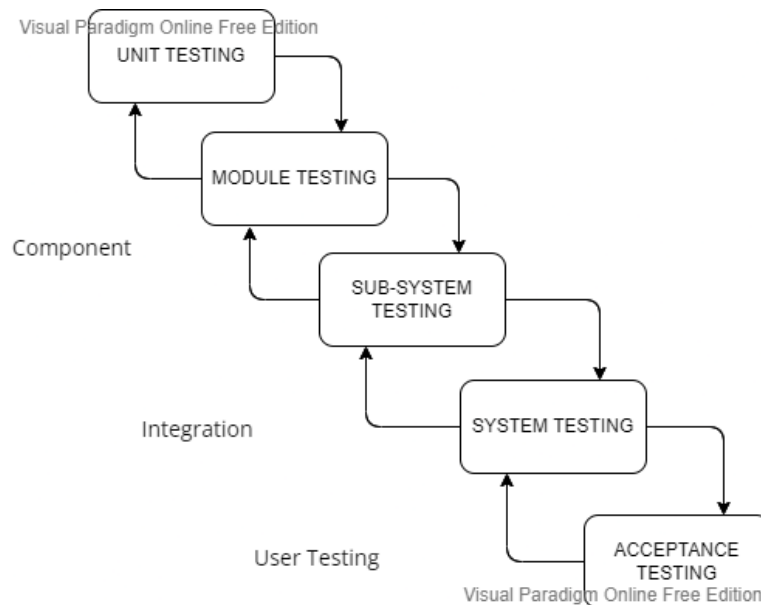 Visual Paradigm Online Free Edition
UNIT TESTING
MODULE TESTING
Component
SUB-SYSTEM
TESTING
Integration
SYSTEM TESTING
User Testing
ACCEPTANCE
TESTING
Visual Paradigm Online Free Edition